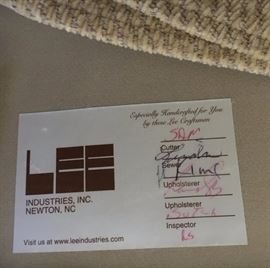 Especially Handcrafted for You
by these Lee Craftsmen
SAM
Cutter
Sewer
Upholsterer
Upholsterer
Inspector
LEE
INDUSTRIES, INC.
NEWTON, NC
Visit us at www.leeindustries.com